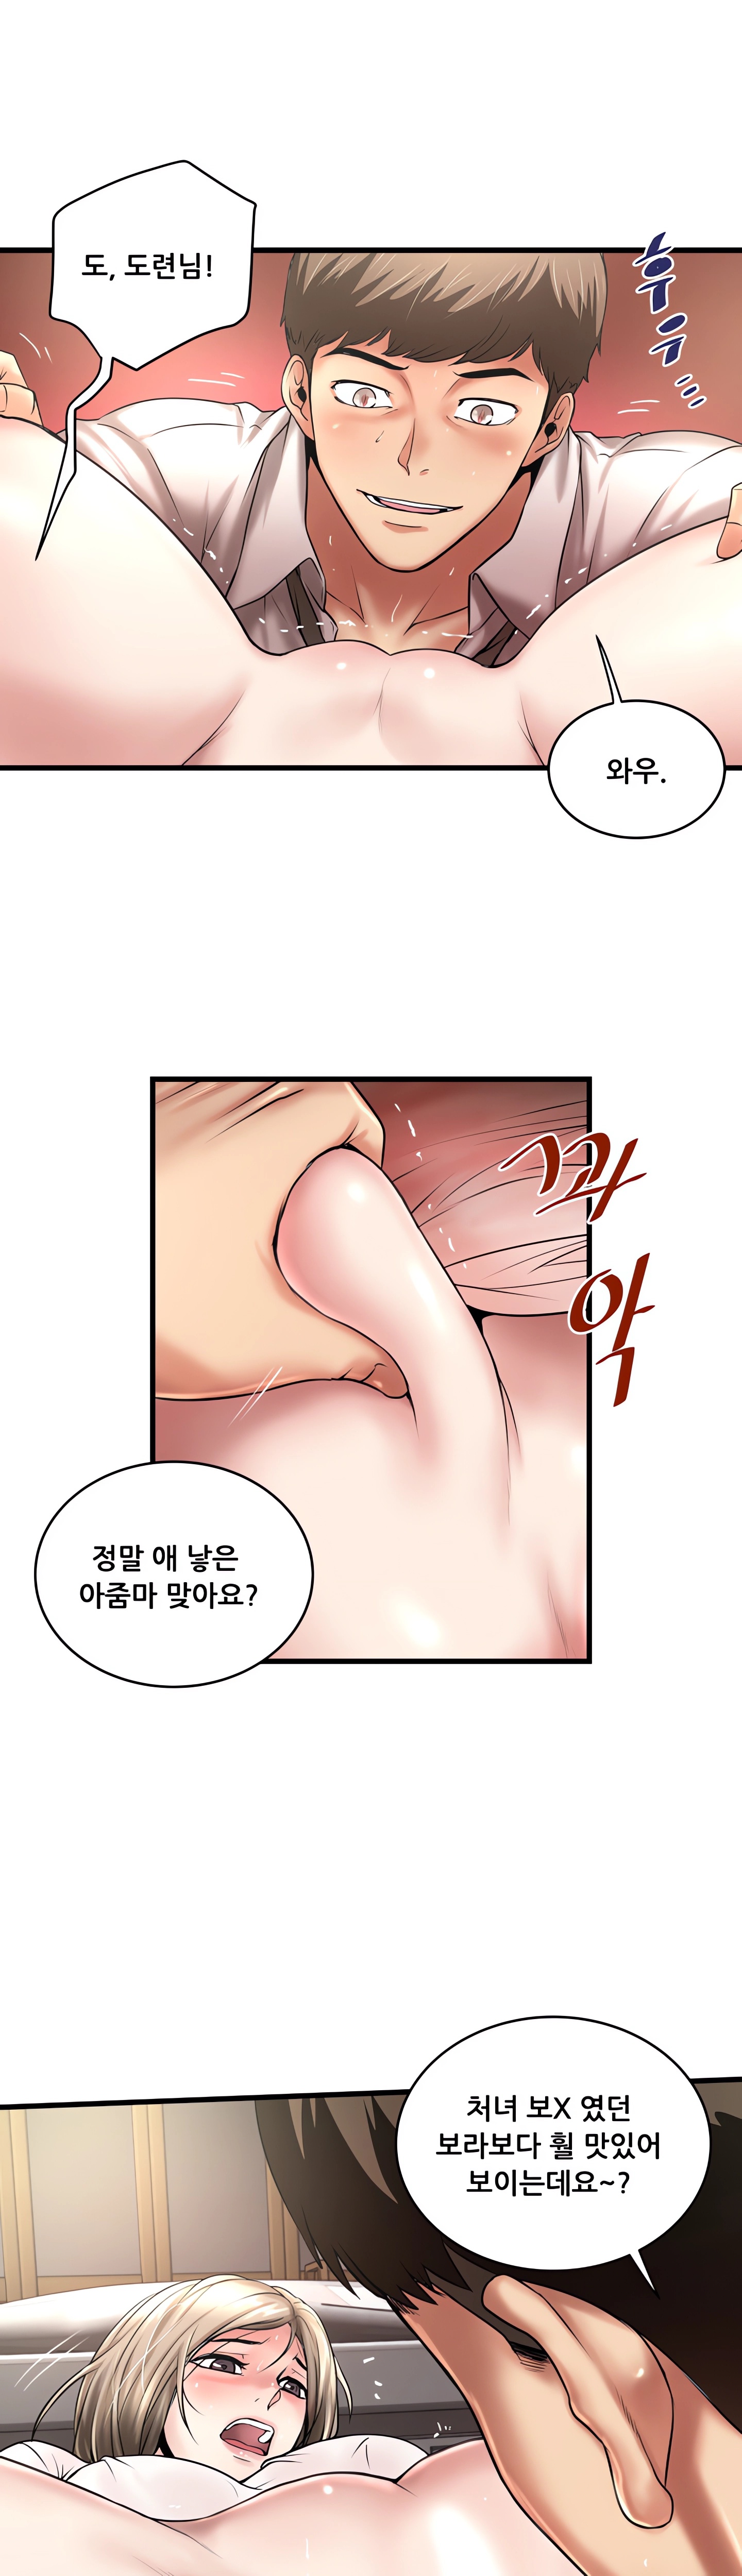 도, 도련님!
후우..
와우.
꽈
악
정말 애 낳은
아줌마 맞아요?
처녀 보X 였던
보라보다 훨 맛있어
보이는데요~?